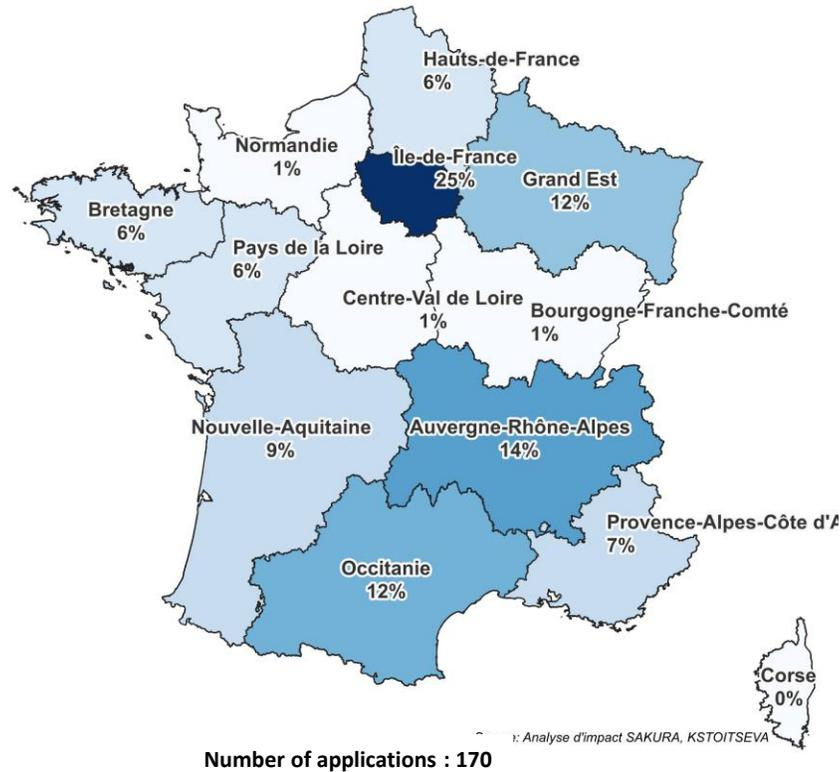 Hauts-de-France
6%
Normandie
1%
Île-de-France
25%
Grand Est
12%
Bretagne
6%
Pays de la Loire
6%
Centre-Val de Loire
1%
Bourgogne-Franche-Comté
1%
Nouvelle-Aquitaine
9%
Auvergne-Rhône-Alpes
14%
Provence-Alpes-Côte d'A
7%
Occitanie
12%
Corse
0%
Analyse d'impact SAKURA, KSTOITSEVA
Number of applications : 170